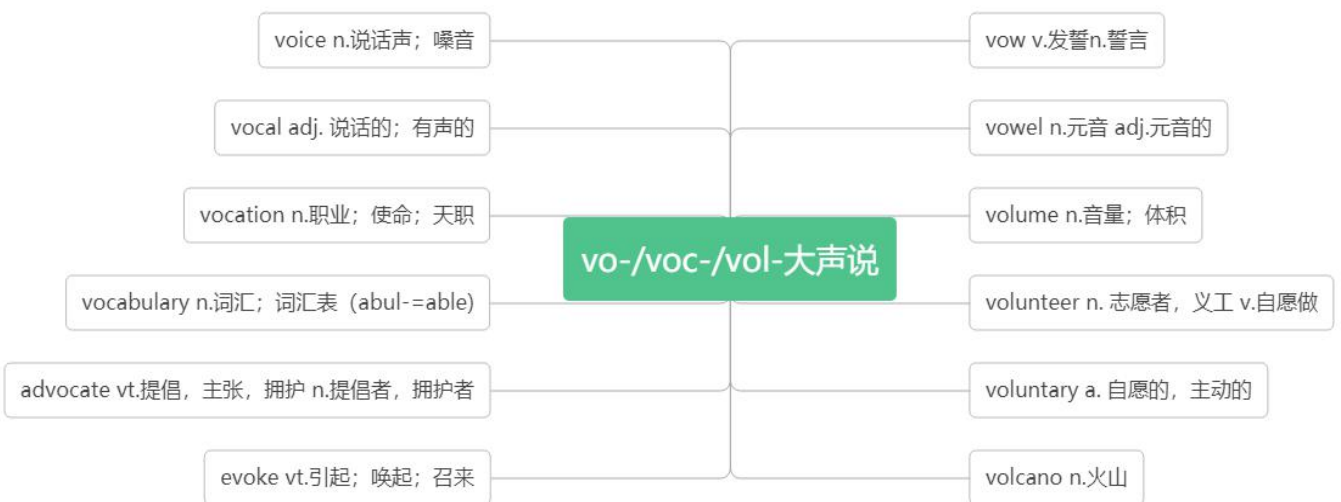 voice n.说话声；嗓音
vocal adj. 说话的；有声的
vocation n.职业；使命；天职
vocabulary n.词汇；词汇表（abul-=able)
advocate vt.提倡，主张，拥护 n.提倡者，拥护者
evoke vt.引起；唤起；召来
vo-/voc-/vol-大声说
vow v.发誓n.誓言
vowel n.元音 adj.元音的
volume n.音量；体积
volunteer n. 志愿者，义工 v.自愿做
voluntary a. 自愿的，主动的
volcano n.火山